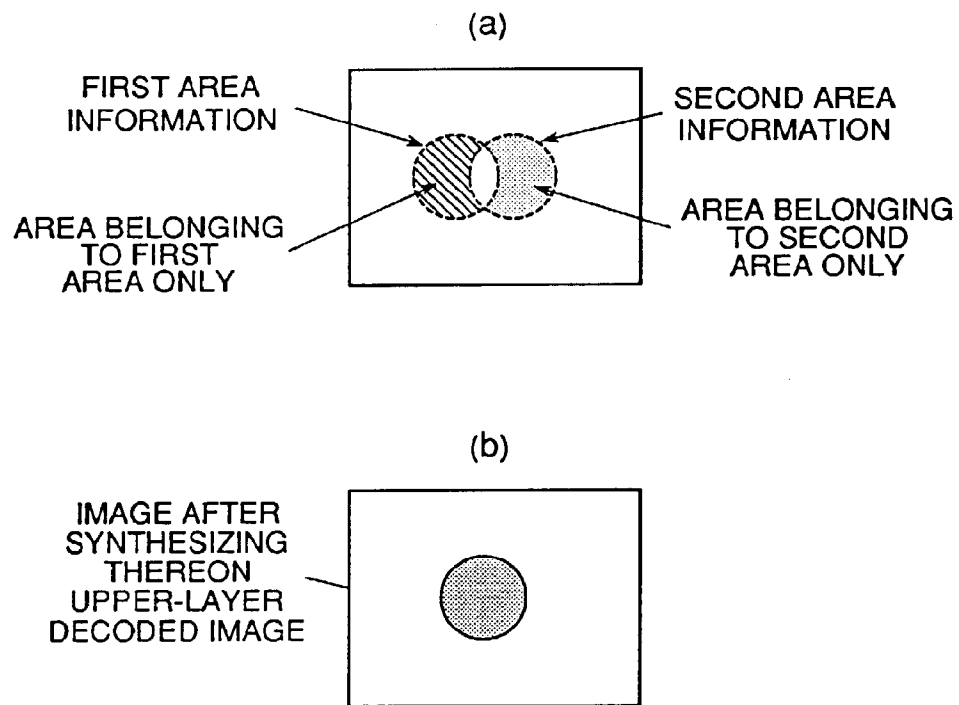 (a)
FIRST AREA
INFORMATION
SECOND AREA
INFORMATION
AREA BELONGING
TO FIRST
AREA ONLY
AREA BELONGING
TO SECOND
AREA ONLY
(b)
IMAGE AFTER
SYNTHESIZING
THEREON
UPPER-LAYER
DECODED IMAGE